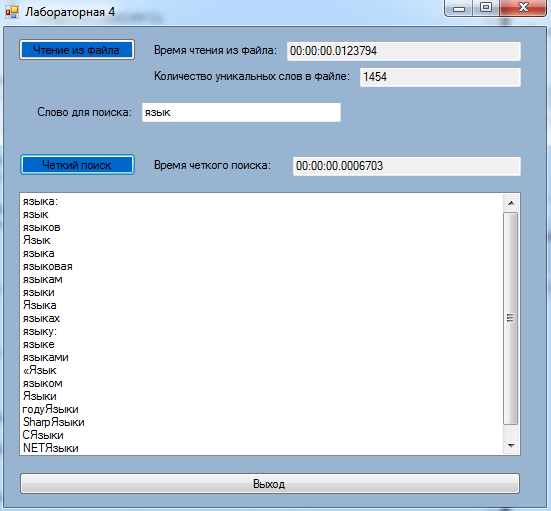 Лабораторная 4
Чтение из файла Время чтения из файла: 00:00:00.0123794
Количество уникальных слов в файле: 1454
Слово для поиска: язык
Четкий поиск Время четкого поиска: 00:00:00.0006703
языка:
язык
языков
Язык
языка
языковая
языкам
языки
Языка
языках
языку:
языке
языками
«Язык
языком
Языки
годуЯзыки
SharpЯзыки
CЯзыки
NETЯзыки
Выход